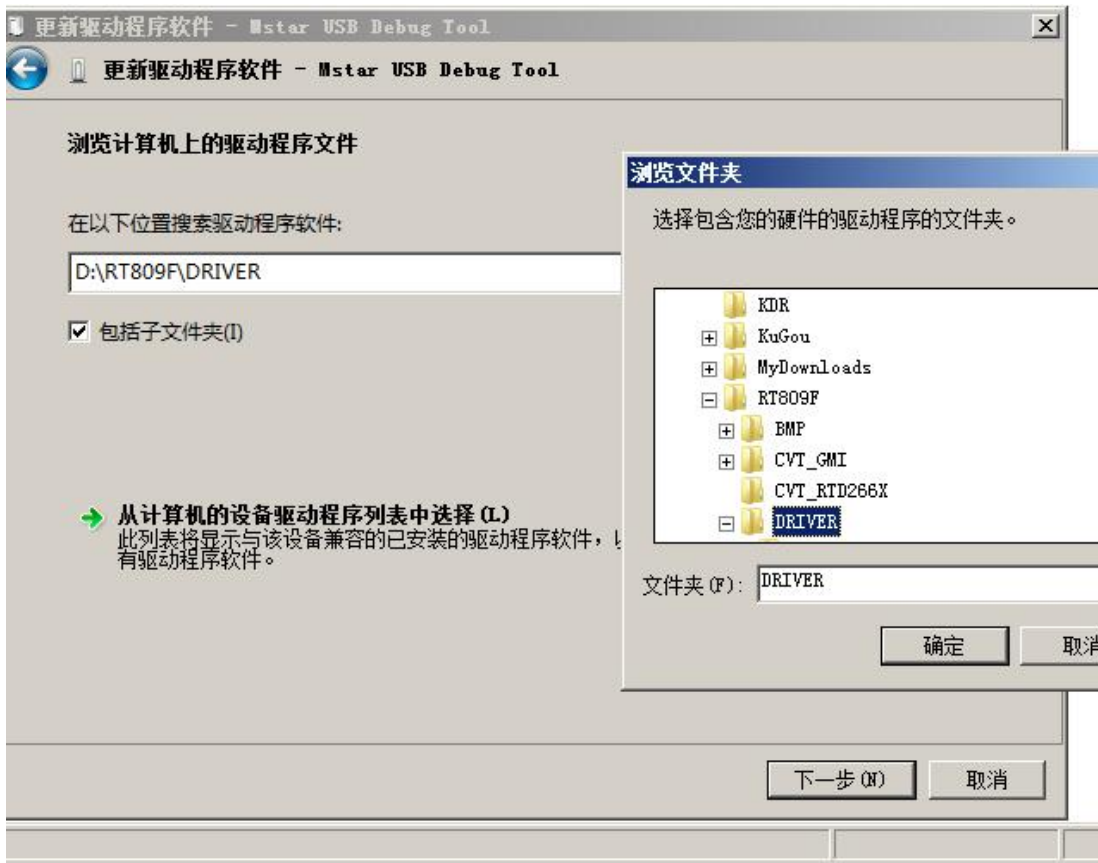 更新驱动程序软件 - Mstar USB Debug Tool
更新驱动程序软件 - Mstar USB Debug Tool
浏览计算机上的驱动程序文件
在以下位置搜索驱动程序软件:
D:\RT809F\DRIVER
包括子文件夹(I)
从计算机的设备驱动程序列表中选择(L)
此列表将显示与该设备兼容的已安装的驱动程序软件，
有驱动程序软件。
下一步(N)
取消
浏览文件夹
选择包含您的硬件的驱动程序的文件夹。
KDR
KuGou
MyDownloads
RT809F
BMP
CVT_GMI
CVT_RTD266X
DRIVER
文件夹(F):
DRIVER
确定
取消